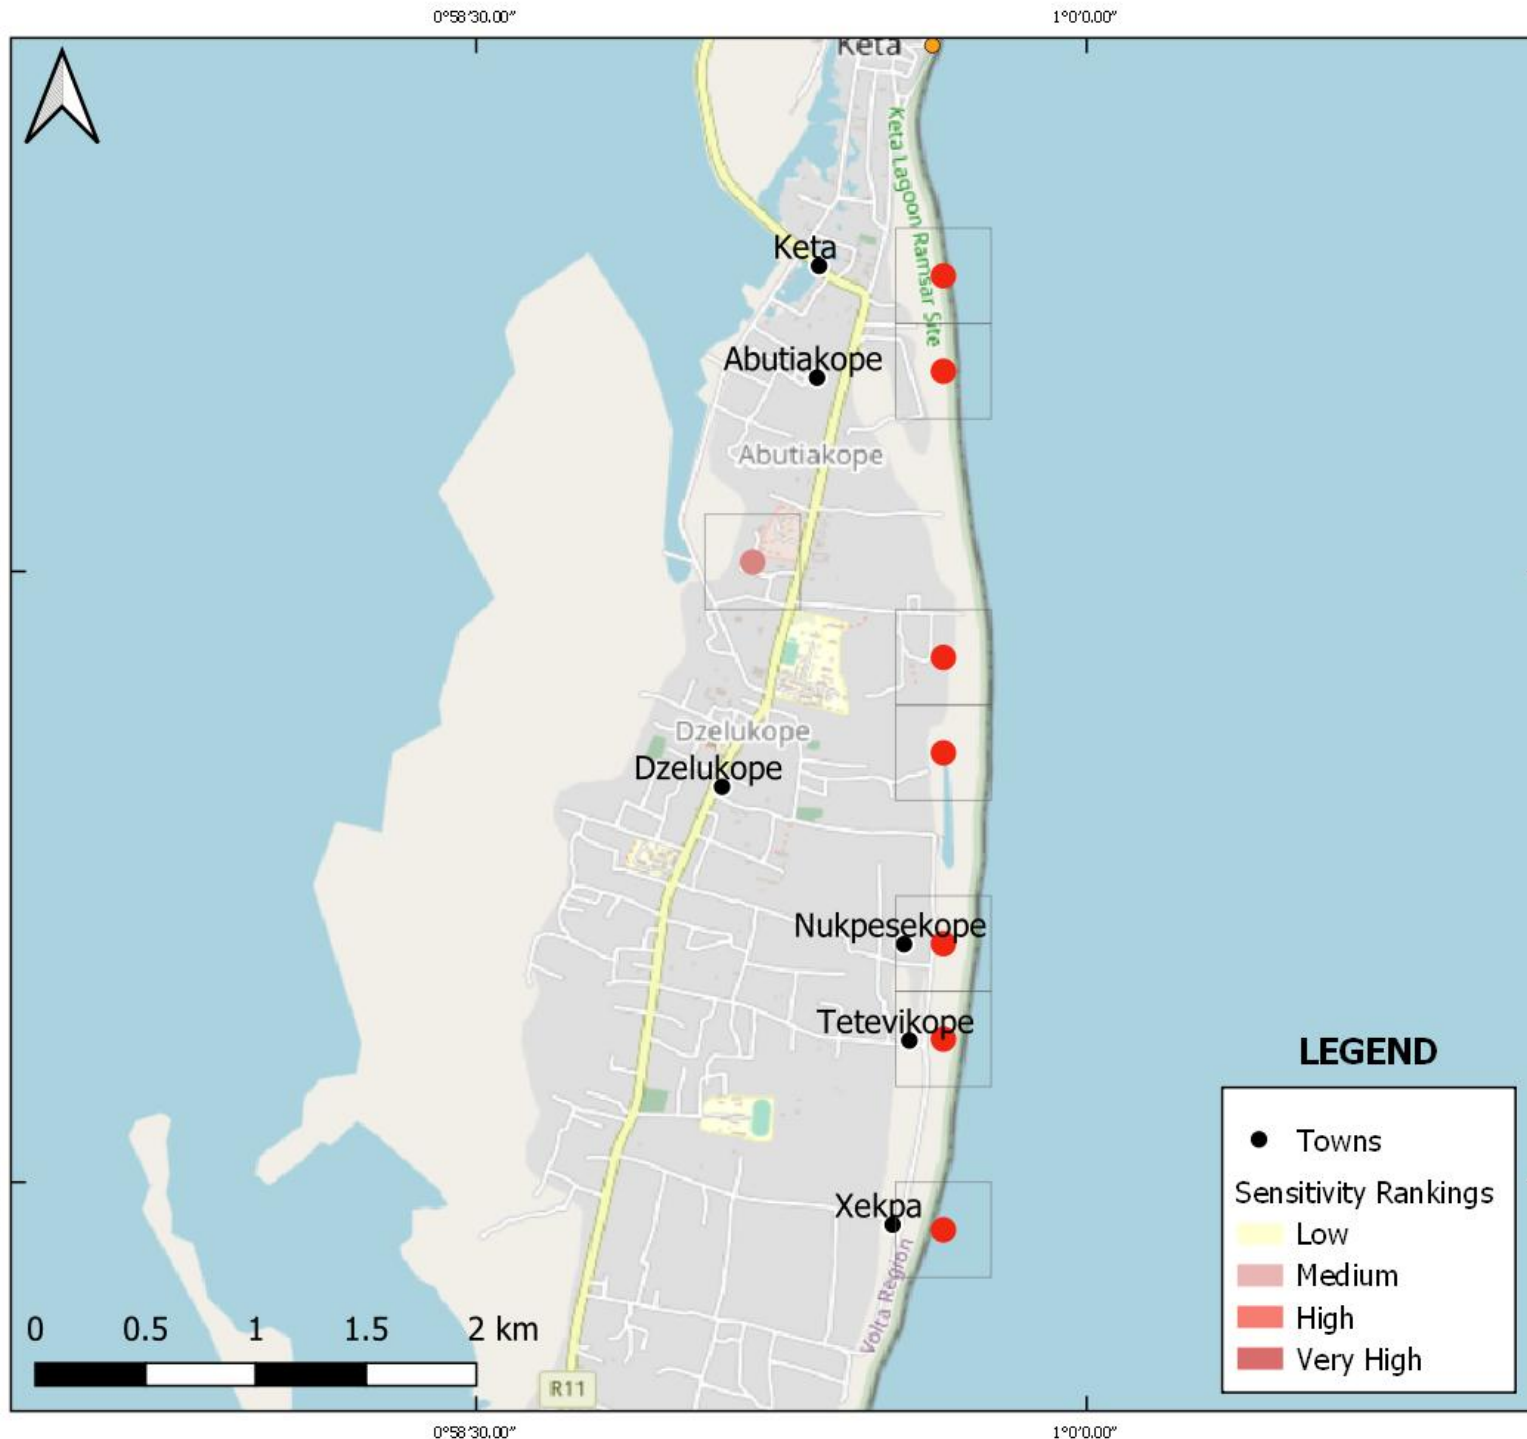 0°58'30.00"
1°0'0.00"
Keta
Keta Lagoon Ramsar Site
Keta
Abutiakope
Abutiakope
Dzelukope
Dzelukope
Nukpesekope
Tetevikope
Xekpa
Volta Region
R11
0 0.5 1 1.5 2 km
LEGEND
Towns
Sensitivity Rankings
Low
Medium
High
Very High
0°58'30.00"
1°0'0.00"